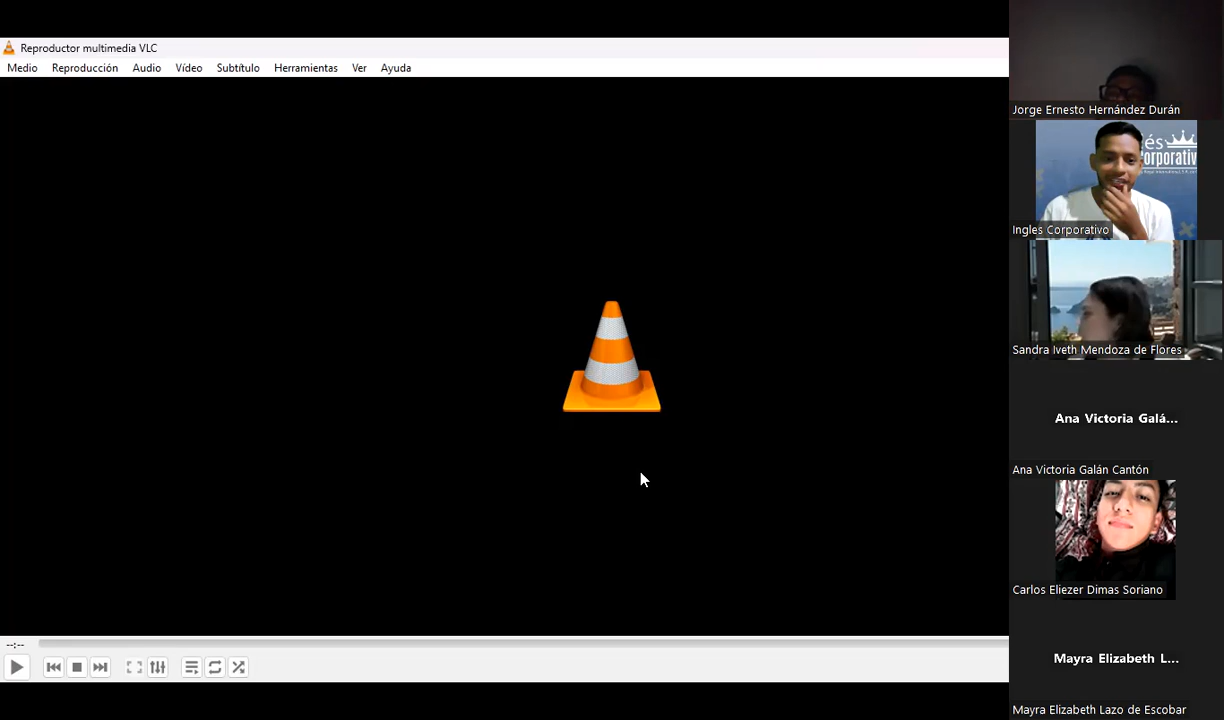 Reproductor multimedia VLC
Medio Reproducción Audio Vídeo Subtítulo Herramientas Ver Ayuda
--:--
Jorge Ernesto Hernández Durán
és
orporativ
Ingles Corporativo
Sandra Iveth Mendoza de Flores
Ana Victoria Galá...
Ana Victoria Galán Cantón
Carlos Eliezer Dimas Soriano
Mayra Elizabeth L...
Mayra Elizabeth Lazo de Escobar